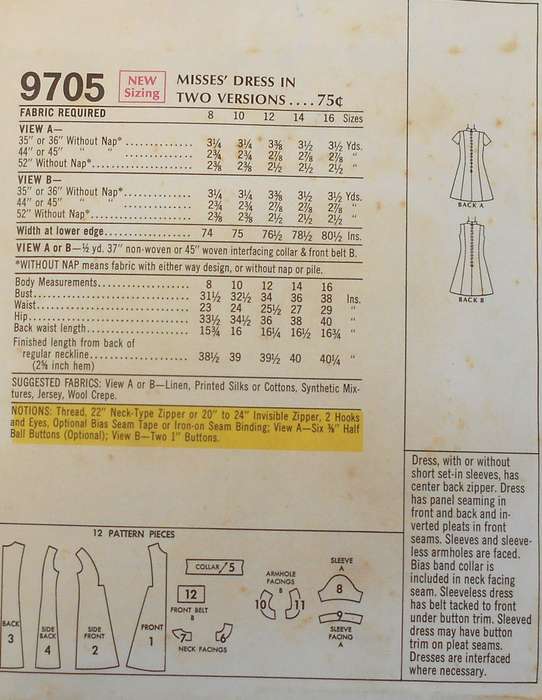 9705 NEW Sizing MISSES' DRESS IN
TWO VERSIONS....75¢
FABRIC REQUIRED 8 10 12 14 16 Sizes
VIEW A—
35" or 36" Without Nap* 3¼ 3¼ 3⅜ 3½ 3½ Yds.
44" or 45" " " 2¾ 2¾ 2⅞ 2⅞ 2⅞ "
52" Without Nap* 2⅜ 2⅜ 2½ 2½ 2½ "
VIEW B—
35" or 36" Without Nap* 3¼ 3¼ 3⅜ 3½ 3½ Yds.
44" or 45" " " 2¾ 2¾ 2⅞ 2⅞ 2⅞ "
52" Without Nap* 2⅜ 2⅜ 2½ 2½ 2½ "
Width at lower edge 74 75 76½ 78½ 80½ Ins.
VIEW A or B—½ yd. 37" non-woven or 45" woven interfacing collar & front belt B.
*WITHOUT NAP means fabric with either way design, or without nap or pile.
Body Measurements 8 10 12 14 16
Bust 31½ 32½ 34 36 38 Ins.
Waist 23 24 25½ 27 29 "
Hip 33½ 34½ 36 38 40 "
Back waist length 15¾ 16 16¼ 16½ 16¾ "
Finished length from back of
regular neckline 38½ 39 39½ 40 40¼ "
(2⅝ inch hem)
SUGGESTED FABRICS: View A or B—Linen, Printed Silks or Cottons, Synthetic Mix-
tures, Jersey, Wool Crepe.
NOTIONS: Thread, 22" Neck-Type Zipper or 20" to 24" Invisible Zipper, 2 Hooks
and Eyes, Optional Bias Seam Tape or Iron-on Seam Binding; View A—Six ⅝" Half
Ball Buttons (Optional); View B—Two 1" Buttons.
BACK A
BACK B
12 PATTERN PIECES
BACK
3
SIDE
BACK
4
SIDE
FRONT
2
FRONT
1
COLLAR 5
12
FRONT BELT
B
7 6
NECK FACINGS
ARMHOLE
FACINGS
B
10 11
SLEEVE
A
8
9
SLEEVE
FACING
A
Dress, with or without
short set-in sleeves, has
center back zipper. Dress
has panel seaming in
front and back and in-
verted pleats in front
seams. Sleeves and sleeve-
less armholes are faced.
Bias band collar is
included in neck facing
seam. Sleeveless dress
has belt tacked to front
under button trim. Sleeved
dress may have button
trim on pleat seams.
Dresses are interfaced
where necessary.